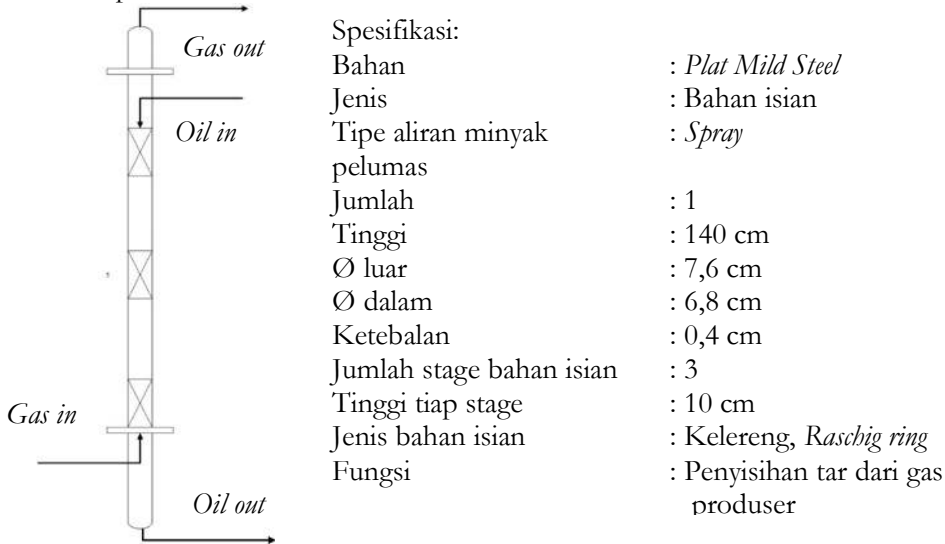 Gas out
Oil in
Gas in
Oil out
Spesifikasi:
Bahan : Plat Mild Steel
Jenis : Bahan isian
Tipe aliran minyak : Spray
pelumas
Jumlah : 1
Tinggi : 140 cm
Ø luar : 7,6 cm
Ø dalam : 6,8 cm
Ketebalan : 0,4 cm
Jumlah stage bahan isian : 3
Tinggi tiap stage : 10 cm
Jenis bahan isian : Kelereng, Raschig ring
Fungsi : Penyisihan tar dari gas
produser